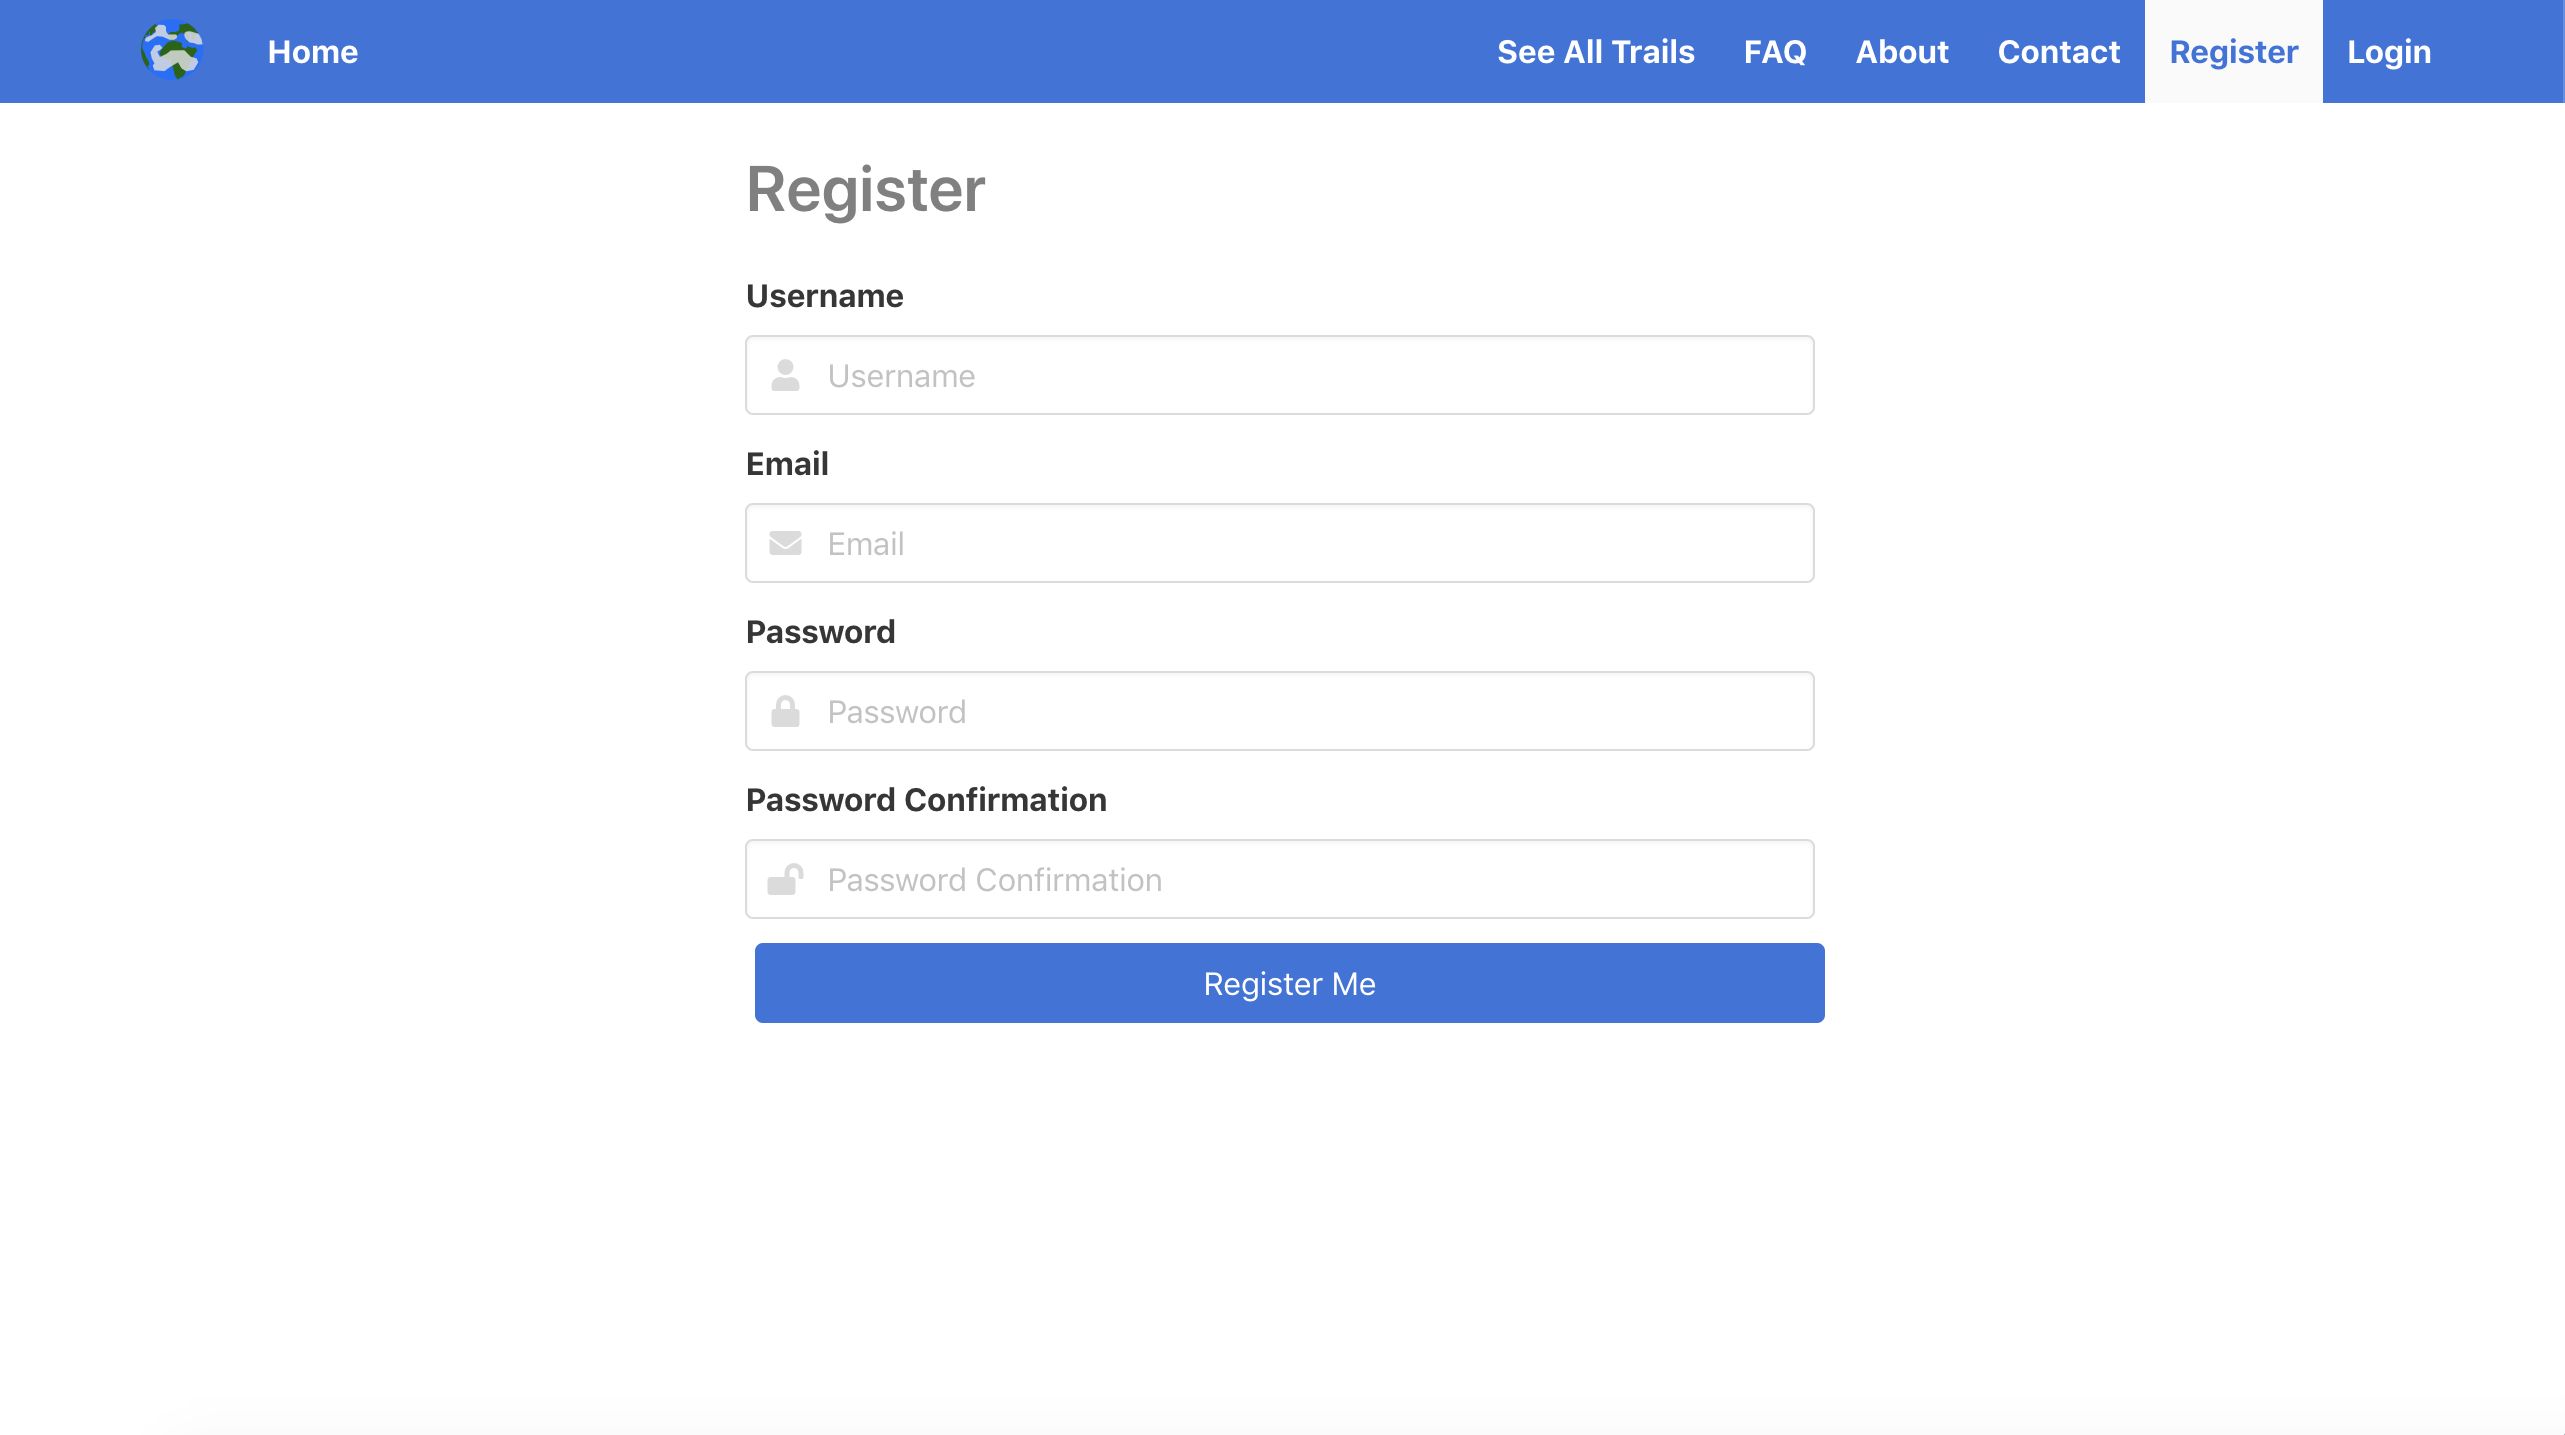 Home See All Trails FAQ About Contact Register Login
Register
Username
Username
Email
Email
Password
Password
Password Confirmation
Password Confirmation
Register Me